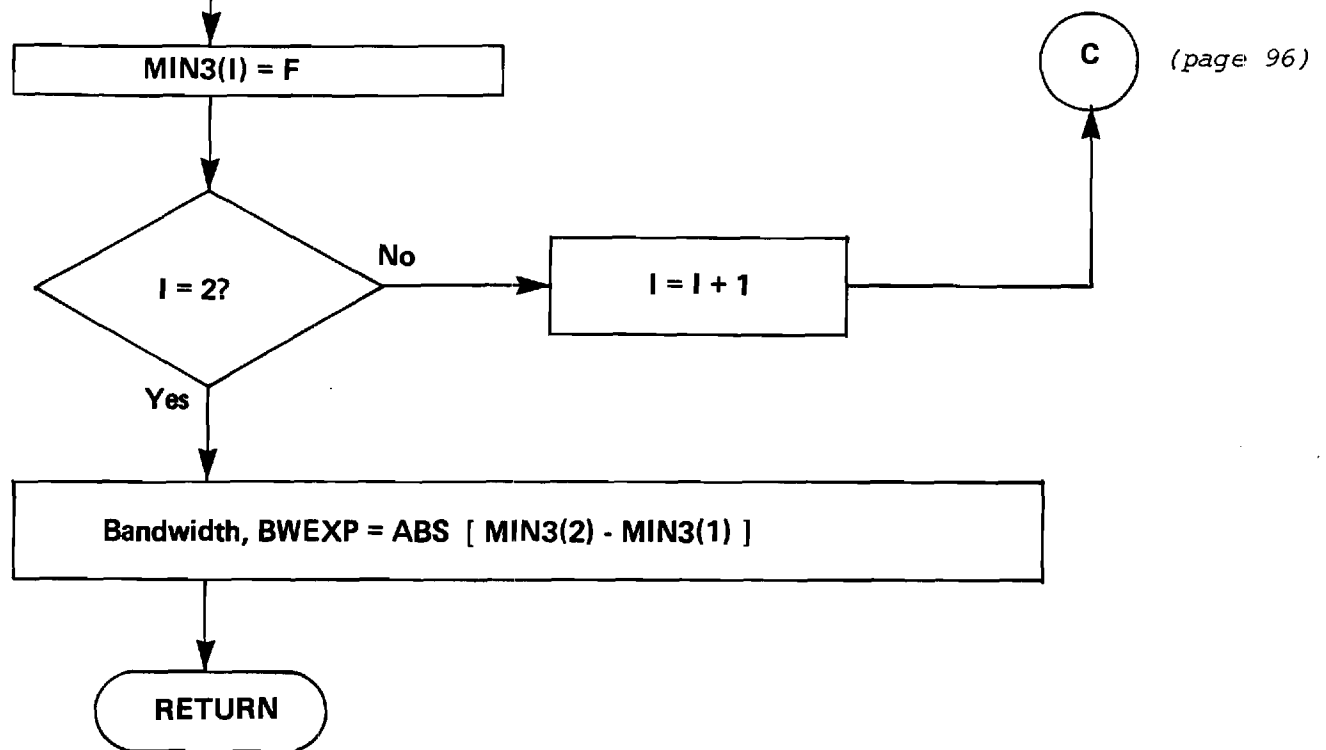 MIN3(I) = F
C
(page 96)
No
I = 2?
I = I + 1
Yes
Bandwidth, BWEXP = ABS [ MIN3(2) - MIN3(1) ]
RETURN